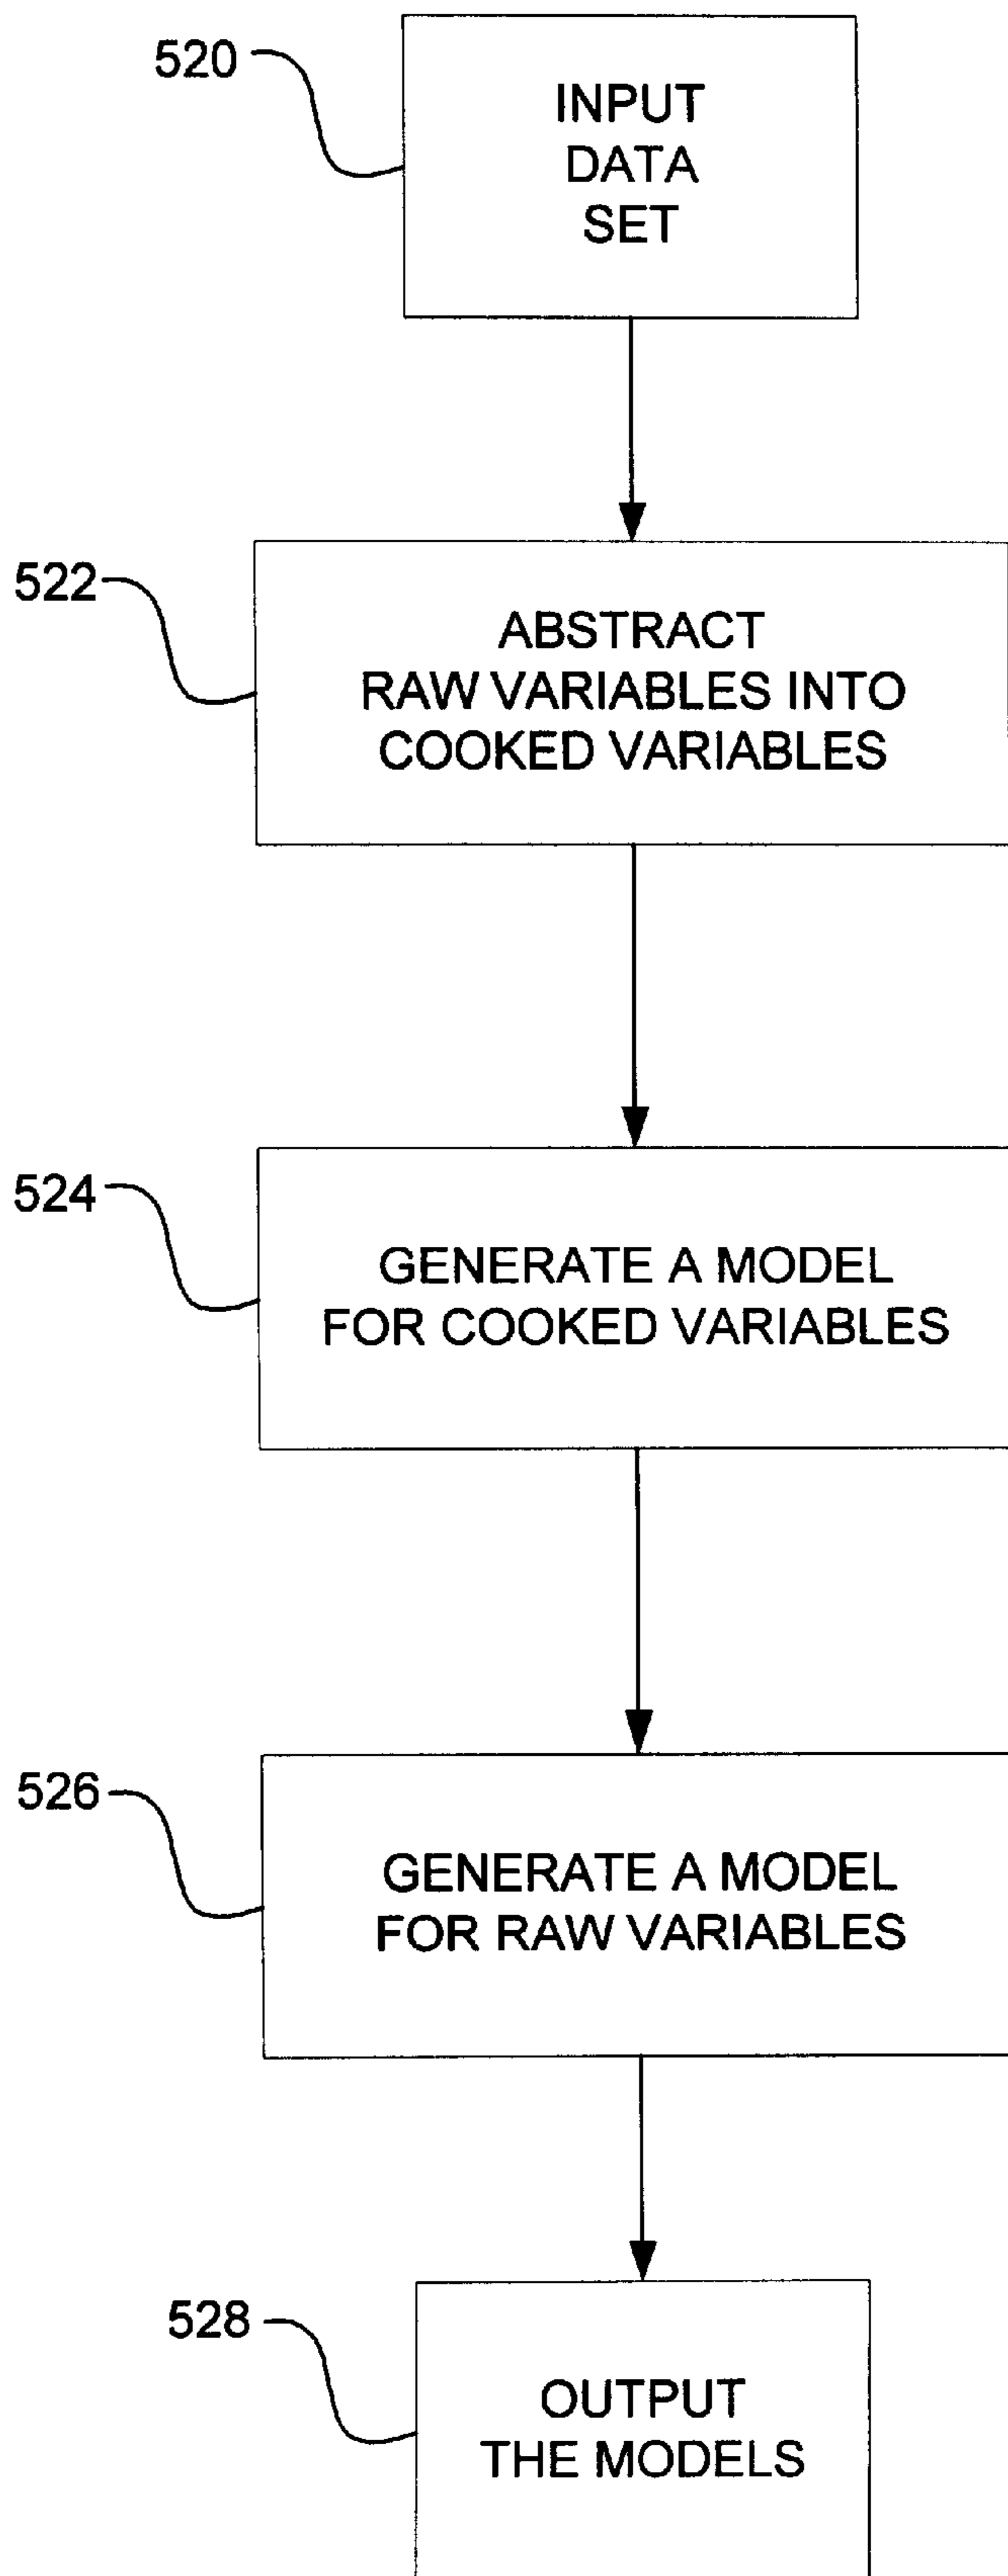 520
INPUT
DATA
SET
522
ABSTRACT
RAW VARIABLES INTO
COOKED VARIABLES
524
GENERATE A MODEL
FOR COOKED VARIABLES
526
GENERATE A MODEL
FOR RAW VARIABLES
528
OUTPUT
THE MODELS